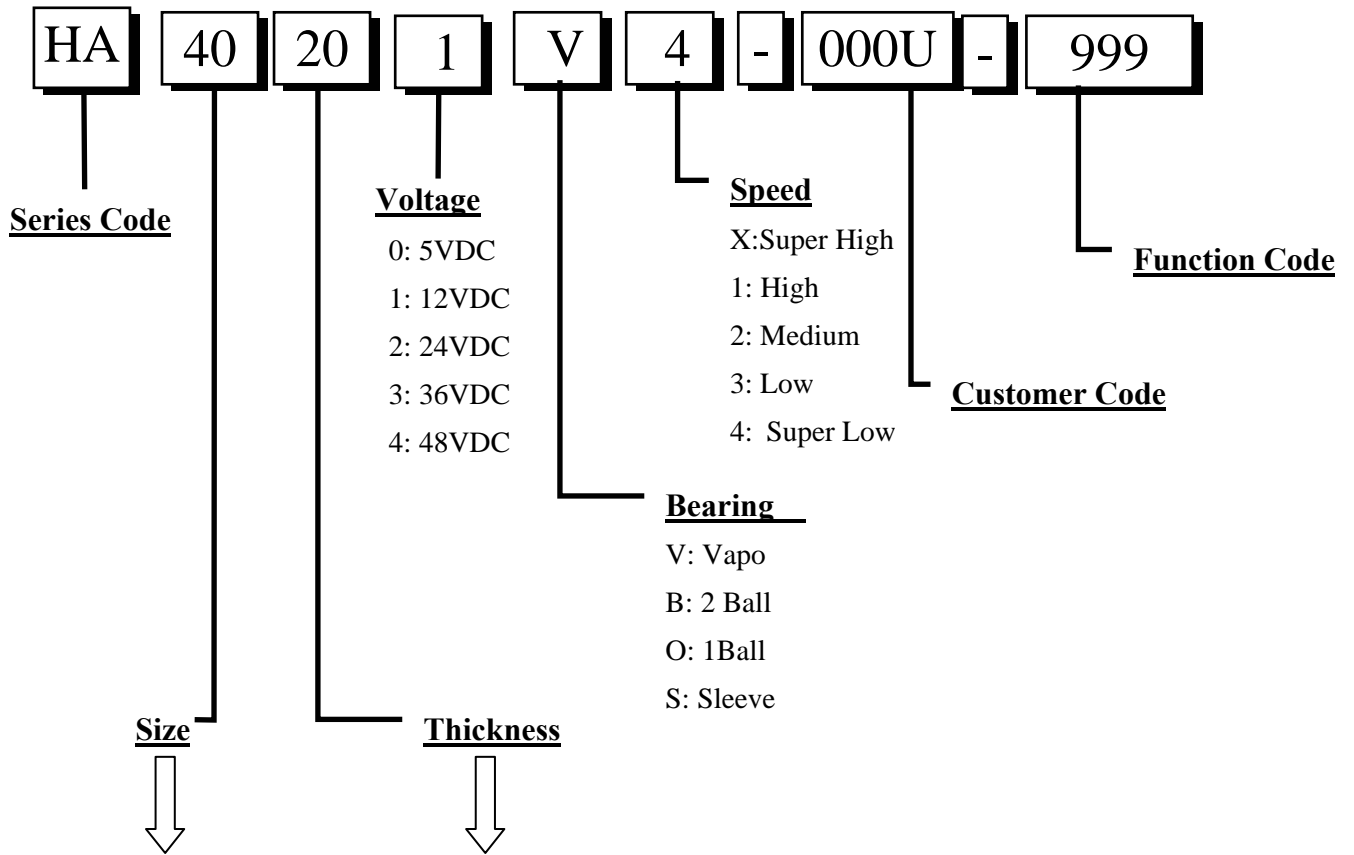 HA 40 20 1 V 4 - 000U - 999
Series Code
Voltage
0: 5VDC
1: 12VDC
2: 24VDC
3: 36VDC
4: 48VDC
Speed
X:Super High
1: High
2: Medium
3: Low
4: Super Low
Function Code
Customer Code
Bearing
V: Vapo
B: 2 Ball
O: 1Ball
S: Sleeve
Size
Thickness